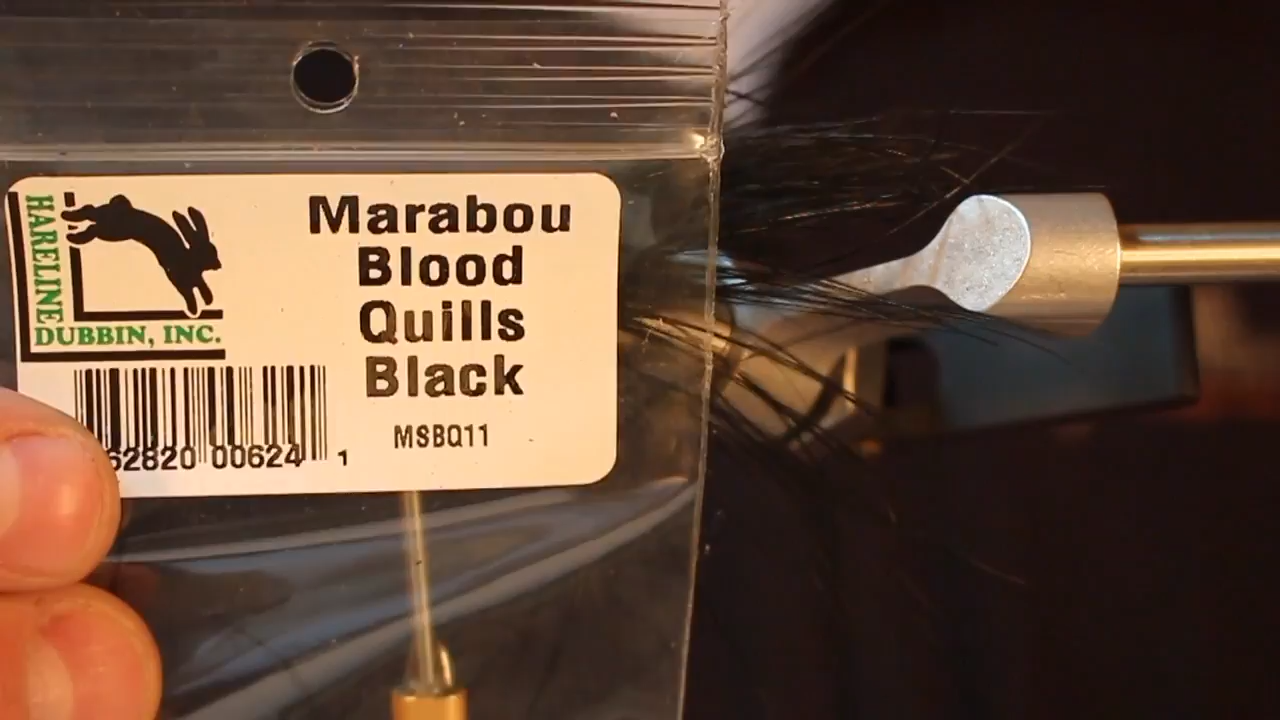 HARELINE
DUBBIN, INC.
Marabou
Blood
Quills
Black
MSBQ11
62820 00624 1